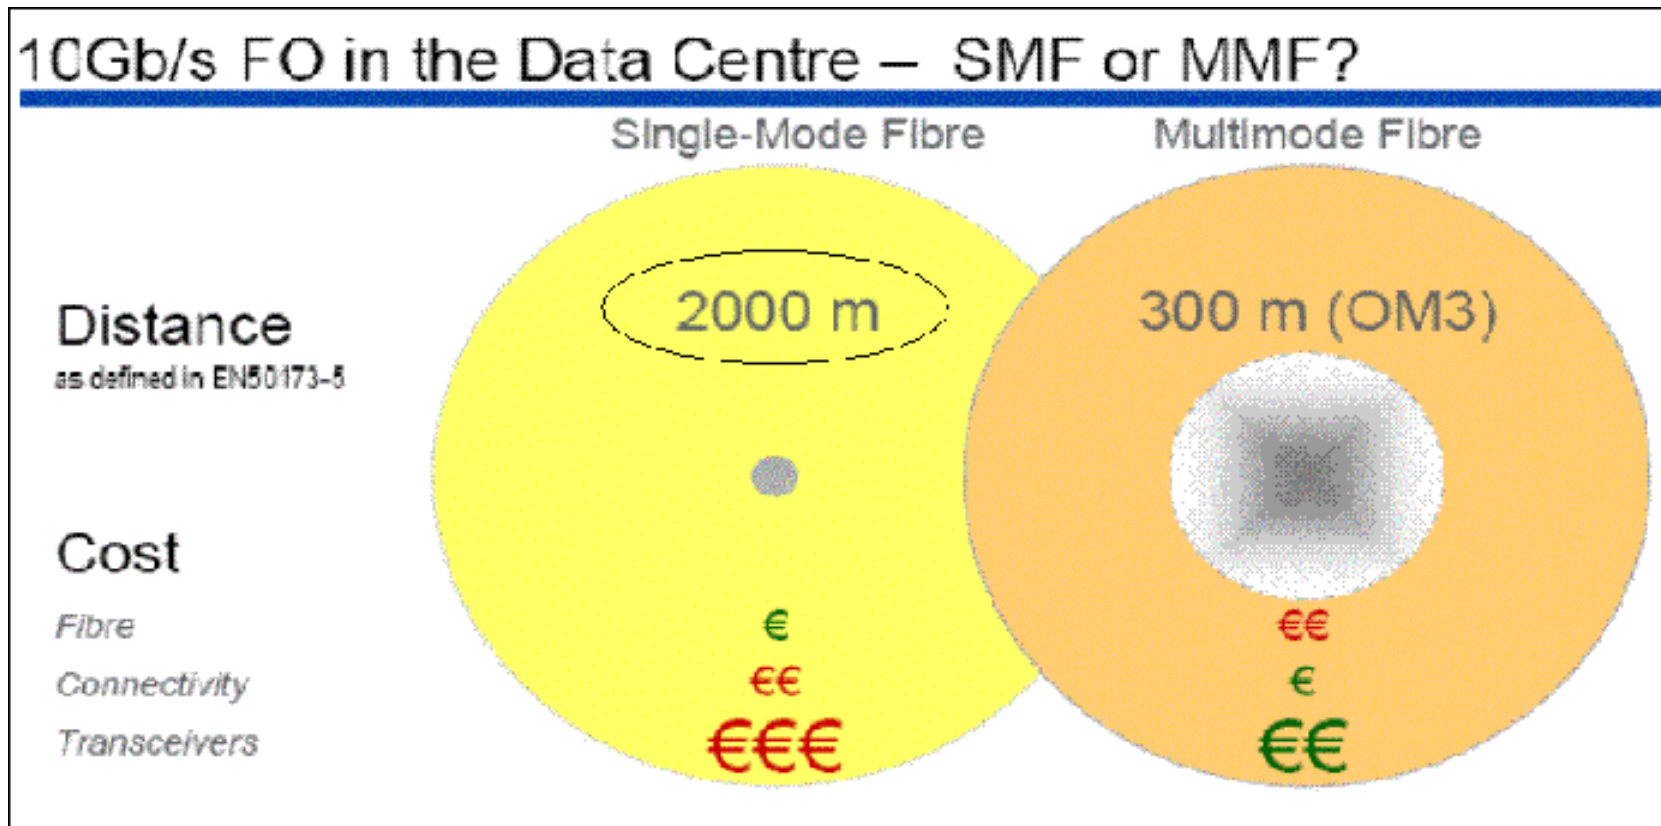 10Gb/s FO in the Data Centre – SMF or MMF?
Single-Mode Fibre Multimode Fibre
Distance 2000 m 300 m (OM3)
as defined in EN50173-5
Cost
Fibre € €€
Connectivity €€ €
Transceivers €€€ €€